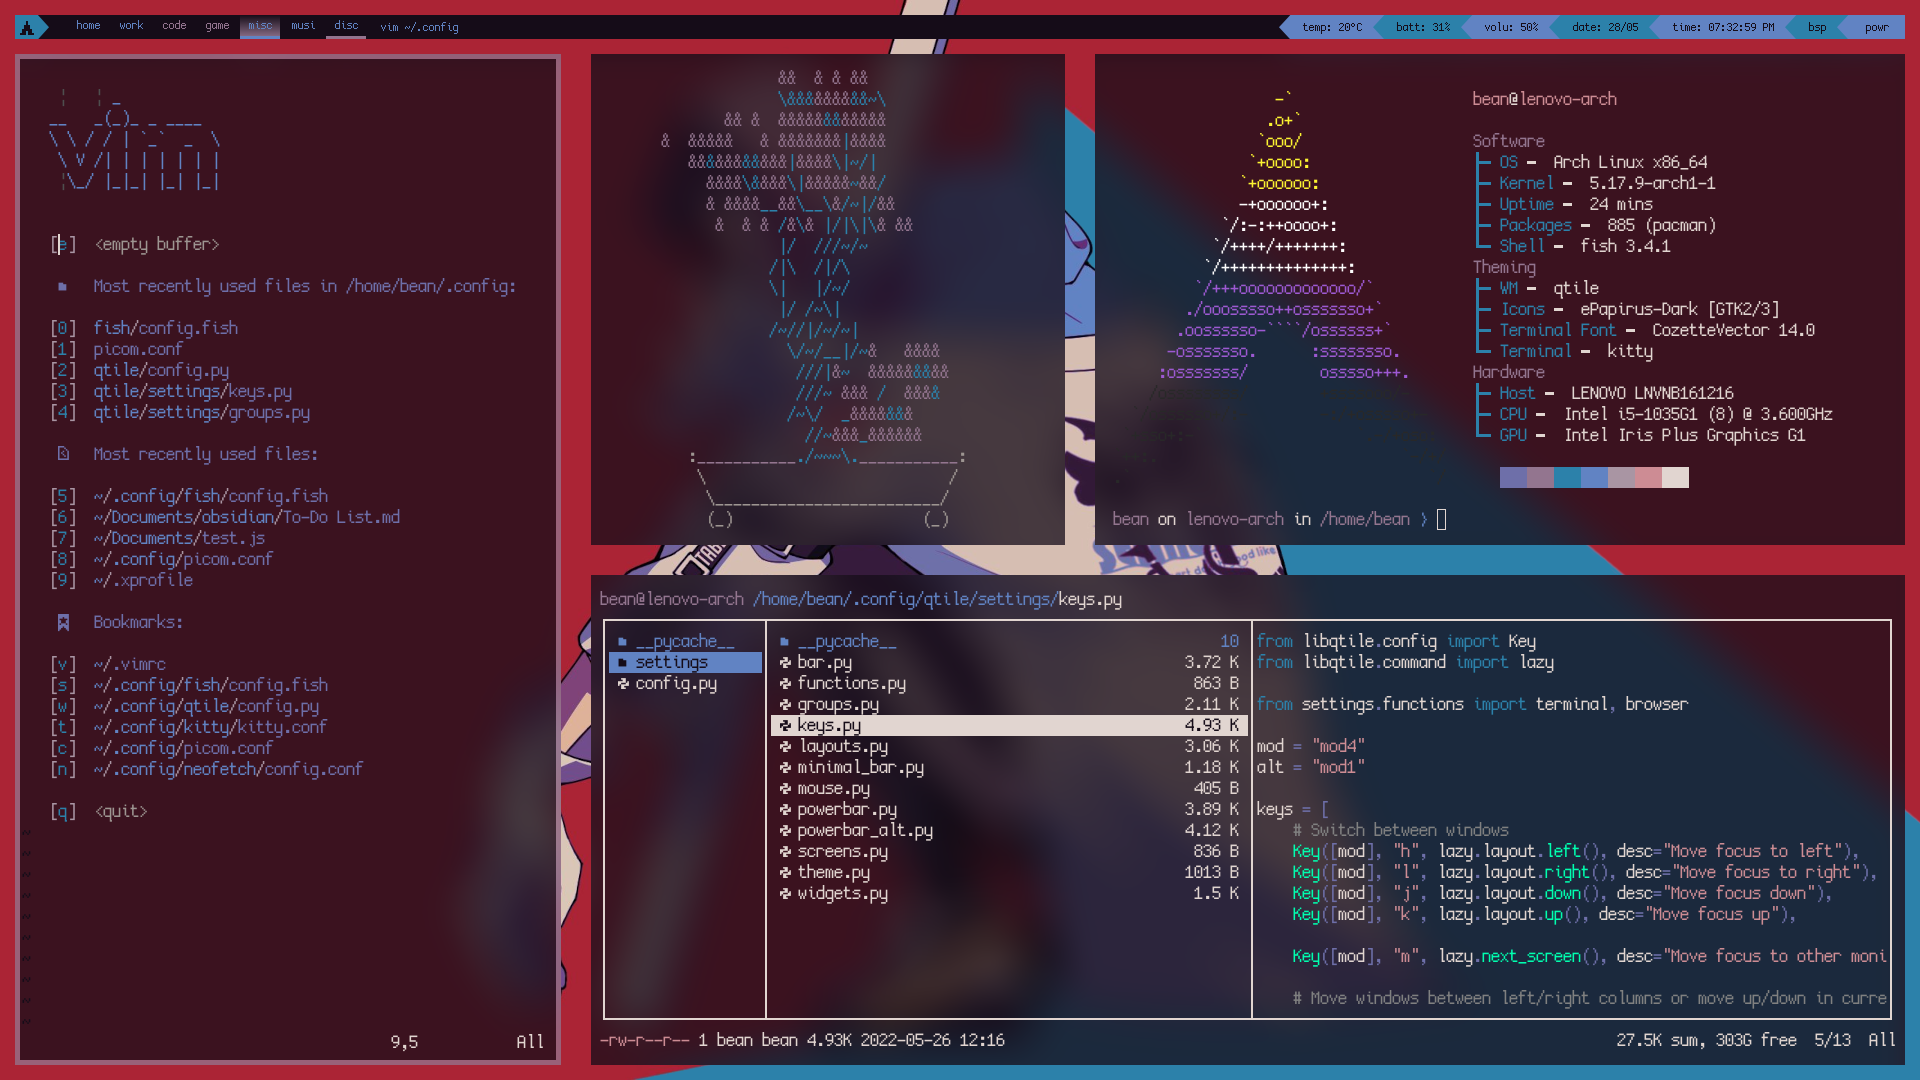 home work code game misc musi disc vim ~/.config
temp: 20°C batt: 31% volu: 50% date: 28/05 time: 07:32:59 PM bsp powr
[e] <empty buffer>
Most recently used files in /home/bean/.config:
[0] fish/config.fish
[1] picom.conf
[2] qtile/config.py
[3] qtile/settings/keys.py
[4] qtile/settings/groups.py
Most recently used files:
[5] ~/.config/fish/config.fish
[6] ~/Documents/obsidian/To-Do List.md
[7] ~/Documents/test.js
[8] ~/.config/picom.conf
[9] ~/.xprofile
Bookmarks:
[v] ~/.vimrc
[s] ~/.config/fish/config.fish
[w] ~/.config/qtile/config.py
[t] ~/.config/kitty/kitty.conf
[c] ~/.config/picom.conf
[n] ~/.config/neofetch/config.conf
[q] <quit>
9,5 All
bean@lenovo-arch
Software
OS - Arch Linux x86_64
Kernel - 5.17.9-arch1-1
Uptime - 24 mins
Packages - 885 (pacman)
Shell - fish 3.4.1
Theming
WM - qtile
Icons - ePapirus-Dark [GTK2/3]
Terminal Font - CozetteVector 14.0
Terminal - kitty
Hardware
Host - LENOVO LNVNB161216
CPU - Intel i5-1035G1 (8) @ 3.600GHz
GPU - Intel Iris Plus Graphics G1
bean on lenovo-arch in /home/bean ❯
bean@lenovo-arch /home/bean/.config/qtile/settings/keys.py
__pycache__
settings
config.py
__pycache__ 10
bar.py 3.72 K
functions.py 863 B
groups.py 2.11 K
keys.py 4.93 K
layouts.py 3.06 K
minimal_bar.py 1.18 K
mouse.py 405 B
powerbar.py 3.89 K
powerbar_alt.py 4.12 K
screens.py 836 B
theme.py 1013 B
widgets.py 1.5 K
from libqtile.config import Key
from libqtile.command import lazy
from settings.functions import terminal, browser
mod = "mod4"
alt = "mod1"
keys = [
# Switch between windows
Key([mod], "h", lazy.layout.left(), desc="Move focus to left"),
Key([mod], "l", lazy.layout.right(), desc="Move focus to right"),
Key([mod], "j", lazy.layout.down(), desc="Move focus down"),
Key([mod], "k", lazy.layout.up(), desc="Move focus up"),
Key([mod], "m", lazy.next_screen(), desc="Move focus to other moni
# Move windows between left/right columns or move up/down in curre
-rw-r--r-- 1 bean bean 4.93K 2022-05-26 12:16
27.5K sum, 303G free 5/13 All